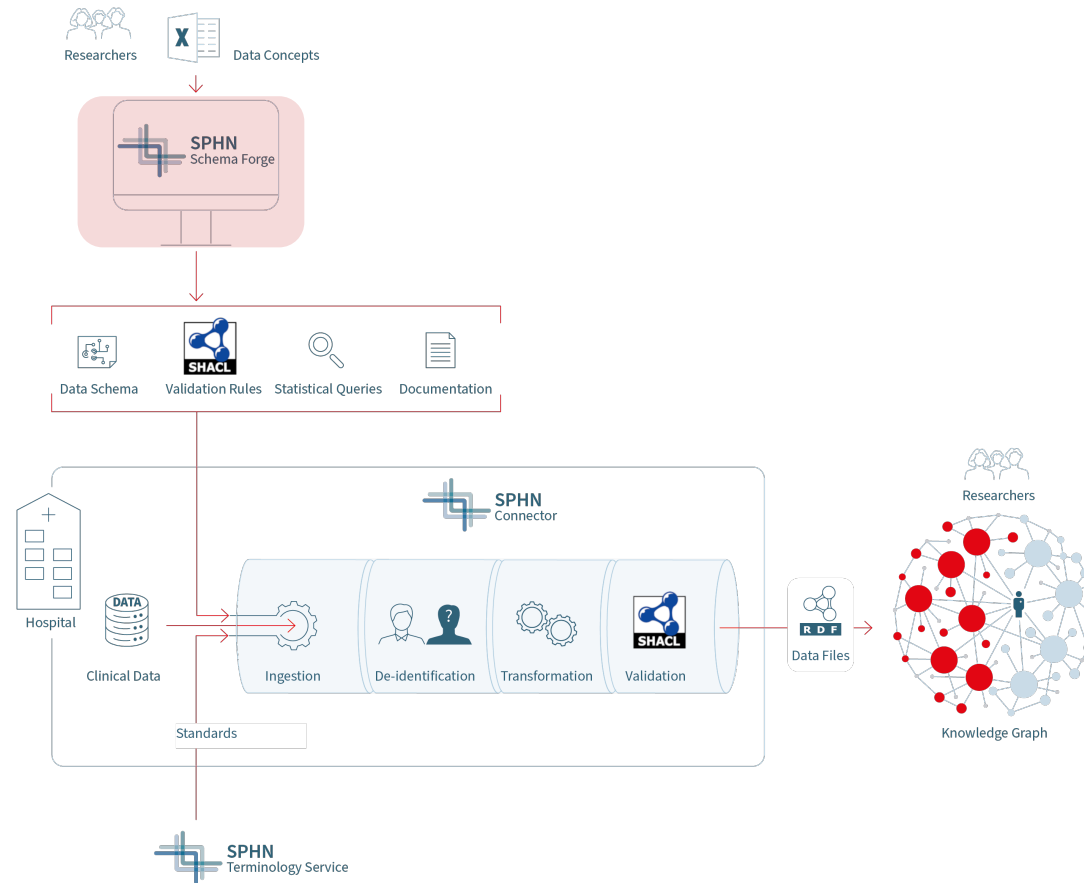 X
Researchers
Data Concepts
SPHN
Schema Forge
SHACL
Data Schema
Validation Rules
Statistical Queries
Documentation
SPHN
Connector
Researchers
DATA
?
SHACL
RDF
Hospital
Clinical Data
Ingestion
De-identification
Transformation
Validation
Data Files
Standards
Knowledge Graph
SPHN
Terminology Service